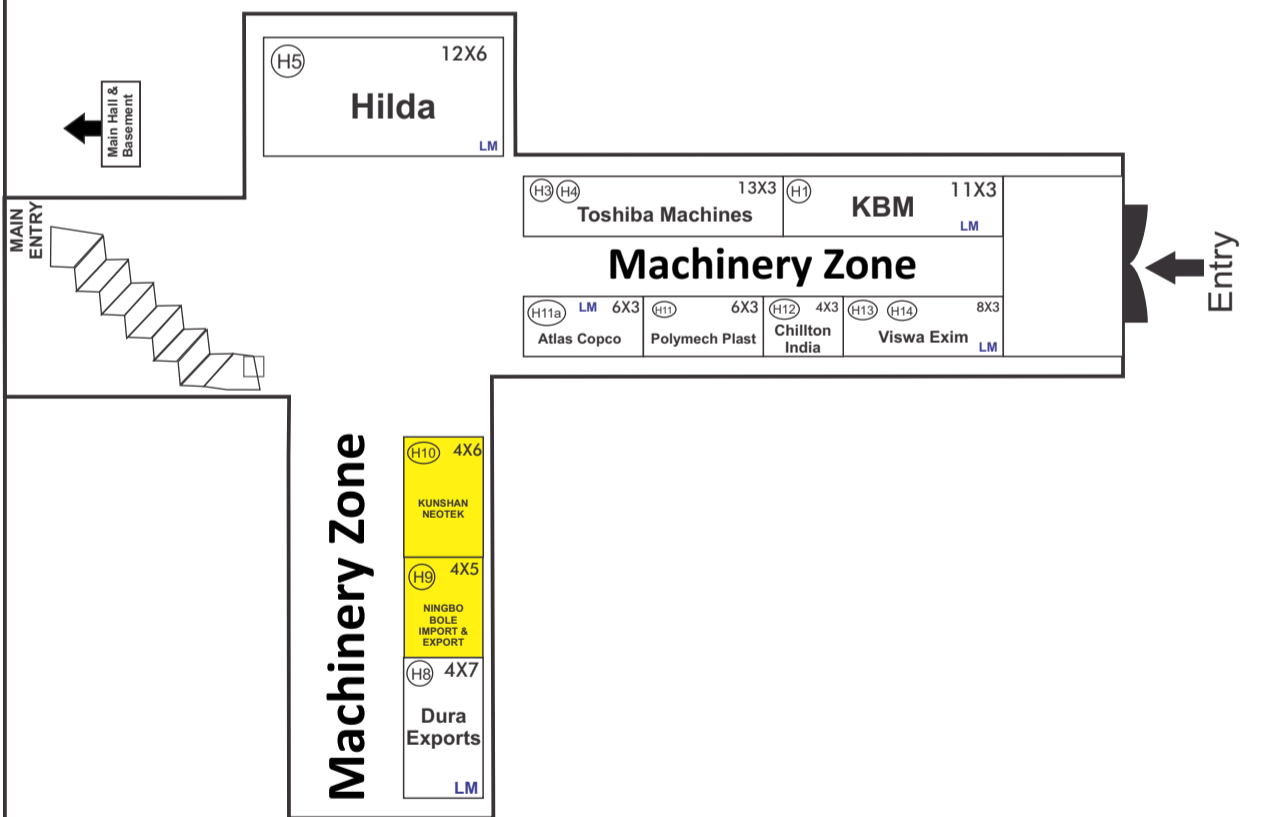 H5
12X6
Hilda
LM
Main Hall &
Basement
MAIN
ENTRY
H3 H4
13X3
Toshiba Machines
H1
11X3
KBM
LM
Machinery Zone
Entry
H11a
LM
6X3
Atlas Copco
H11
6X3
Polymech Plast
H12
4X3
Chillton
India
H13 H14
8X3
Viswa Exim
LM
Machinery Zone
H10
4X6
KUNSHAN
NEOTEK
H9
4X5
NINGBO
BOLE
IMPORT &
EXPORT
H8
4X7
Dura
Exports
LM